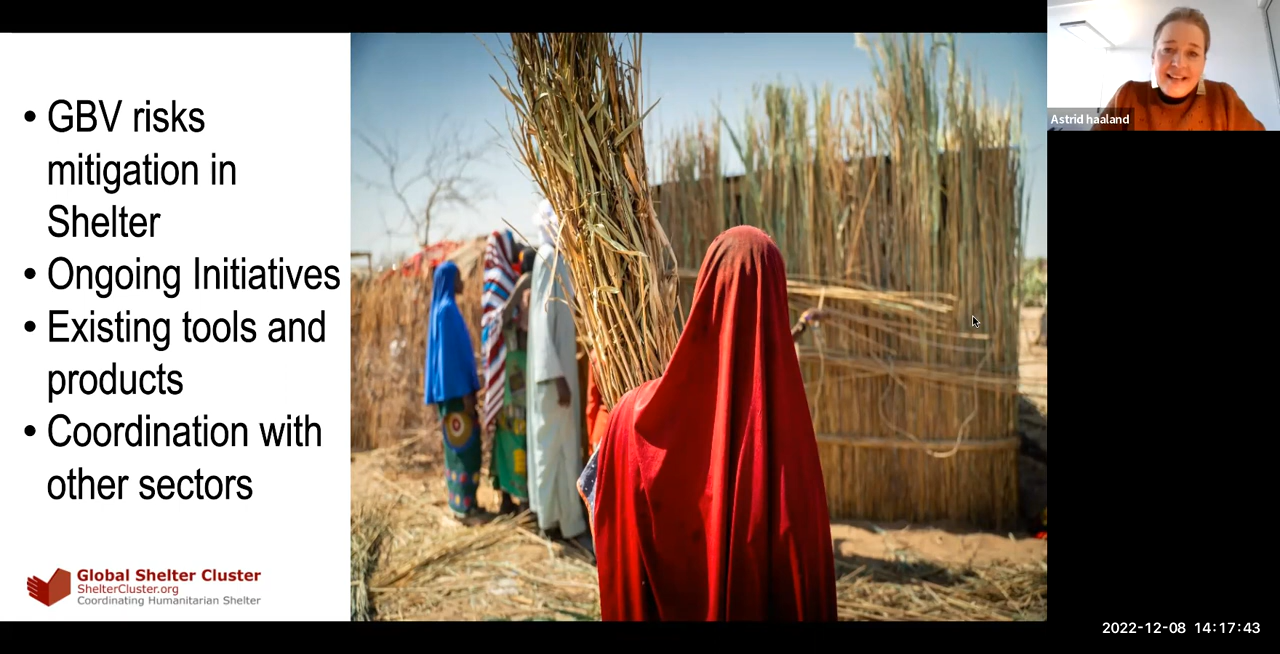 • GBV risks
mitigation in
Shelter
• Ongoing Initiatives
• Existing tools and
products
• Coordination with
other sectors
Global Shelter Cluster
ShelterCluster.org
Coordinating Humanitarian Shelter
Astrid haaland
2022-12-08 14:17:43